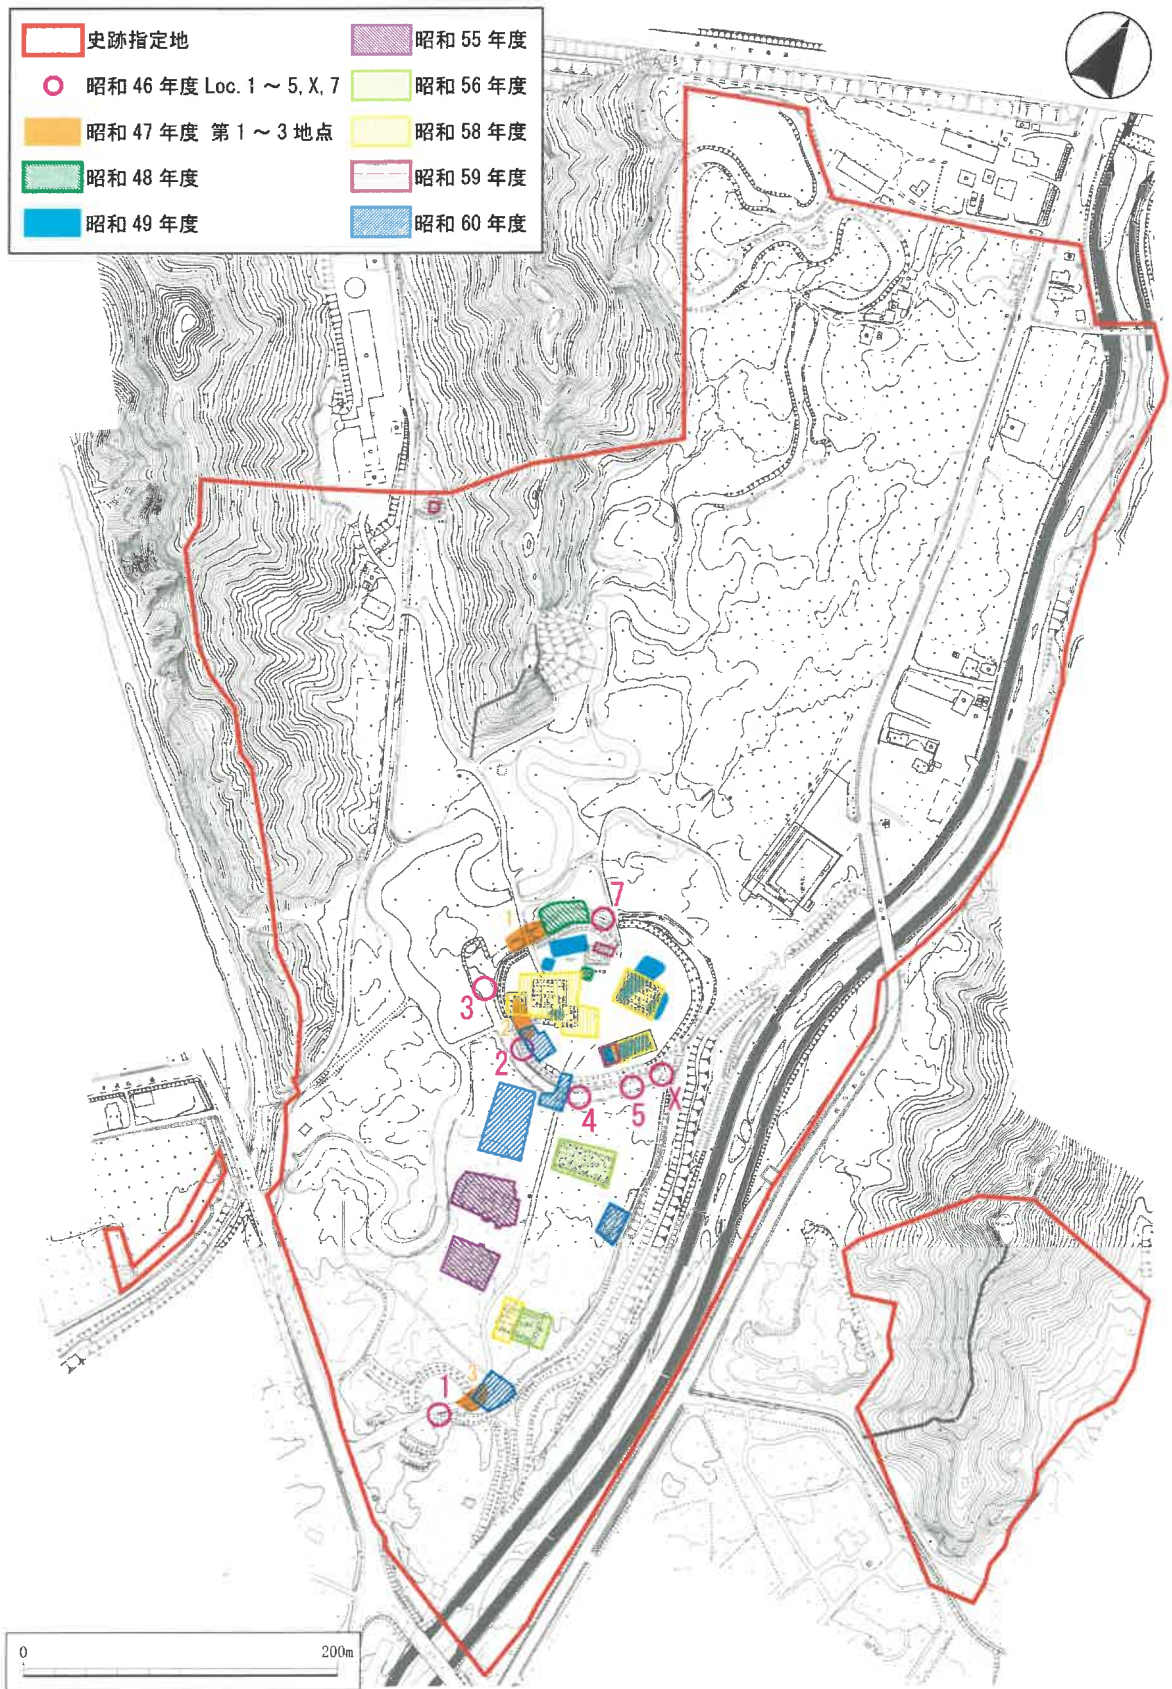 史跡指定地
昭和 46 年度 Loc. 1 ～ 5, X, 7
昭和 47 年度 第 1 ～ 3 地点
昭和 48 年度
昭和 49 年度
昭和 55 年度
昭和 56 年度
昭和 58 年度
昭和 59 年度
昭和 60 年度
7
1
3
2
2
4
5
X
3
1
0
200m